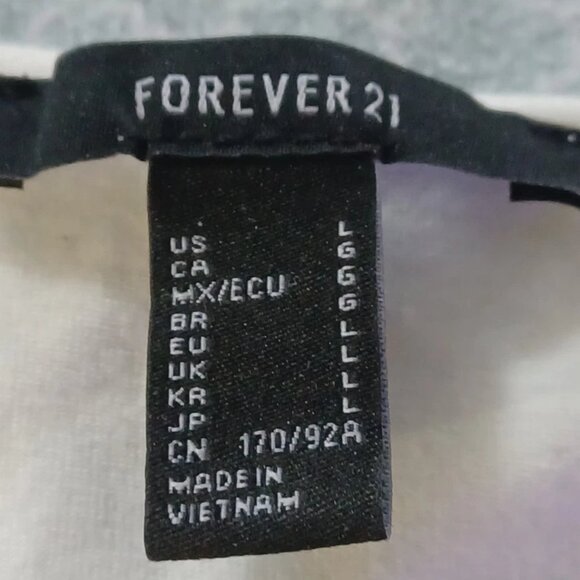 FOREVER 21
US L
CA G
MX/ECU G
BR G
EU L
UK L
KR L
JP L
CN 170/92A
MADE IN
VIETNAM